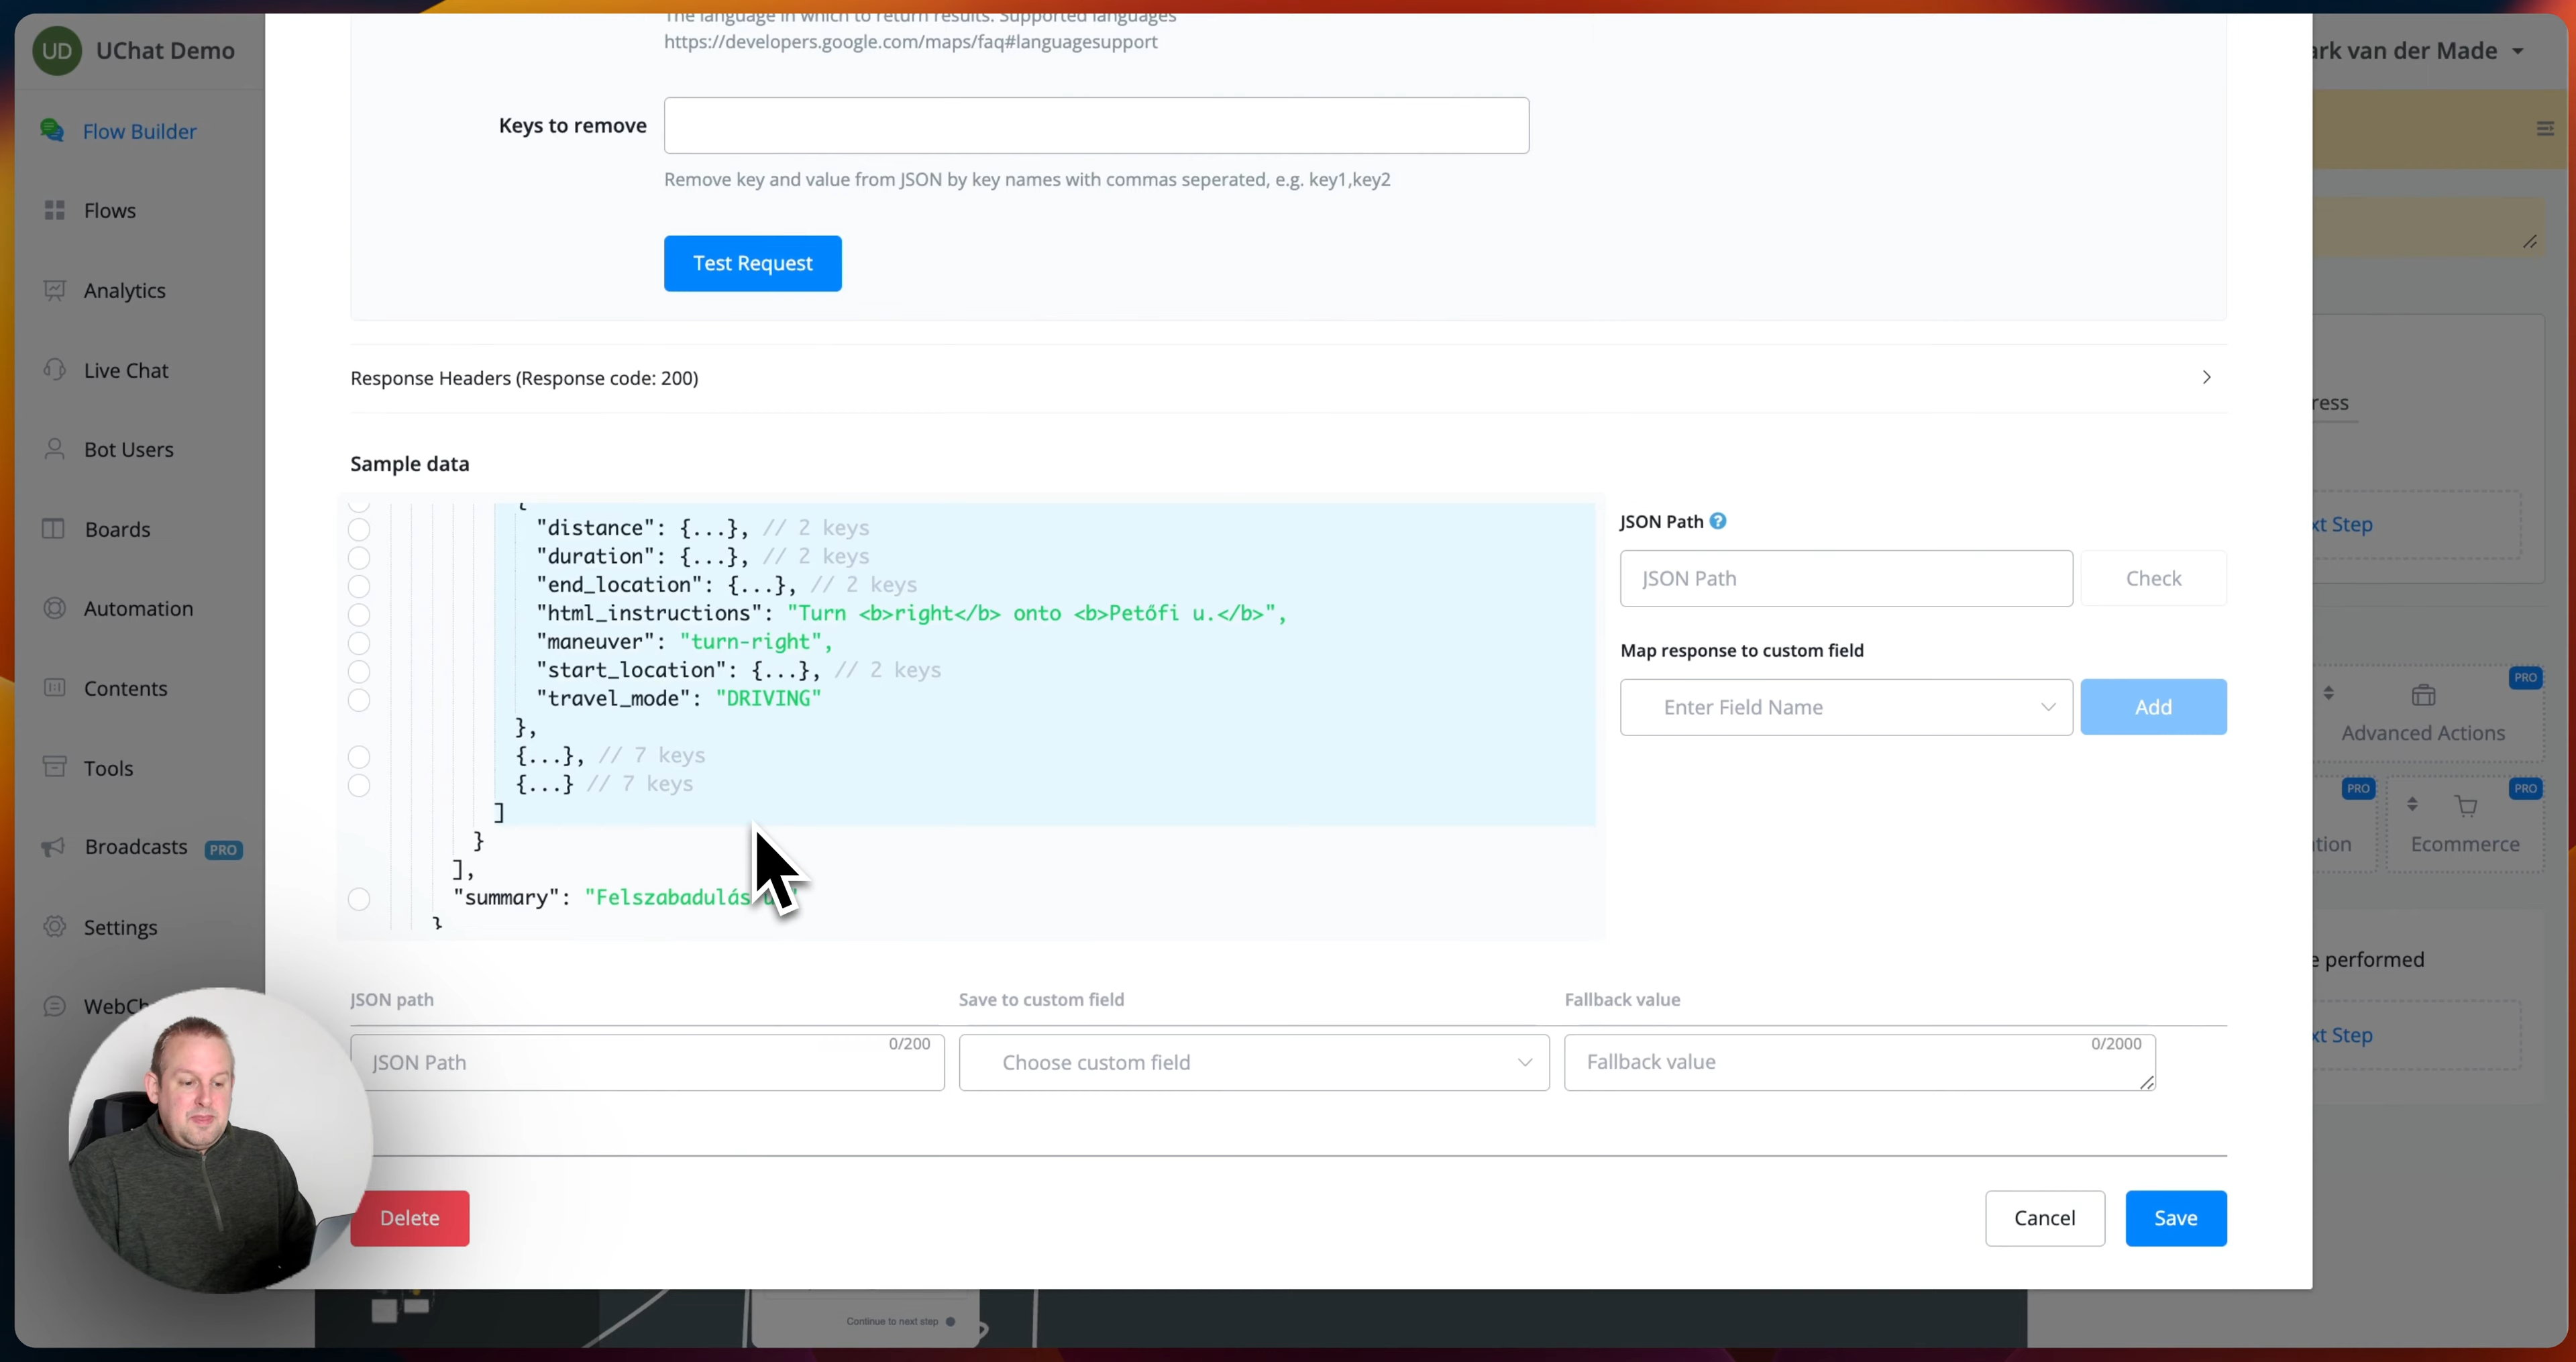 The language in which to return results. Supported languages
https://developers.google.com/maps/faq#languagesupport
UD UChat Demo
ark van der Made
Flow Builder
Flows
Analytics
Live Chat
Bot Users
Boards
Automation
Contents
Tools
Broadcasts PRO
Settings
WebCh
Keys to remove
Remove key and value from JSON by key names with commas seperated, e.g. key1,key2
Test Request
Response Headers (Response code: 200)
Sample data
{
"distance": {...}, // 2 keys
"duration": {...}, // 2 keys
"end_location": {...}, // 2 keys
"html_instructions": "Turn <b>right</b> onto <b>Petőfi u.</b>",
"maneuver": "turn-right",
"start_location": {...}, // 2 keys
"travel_mode": "DRIVING"
},
{...}, // 7 keys
{...} // 7 keys
]
}
],
"summary": "Felszabadulás
}
JSON Path ?
JSON Path
Check
Map response to custom field
Enter Field Name
Add
JSON path
Save to custom field
Fallback value
JSON Path
0/200
Choose custom field
Fallback value
0/2000
Delete
Cancel
Save
ress
xt Step
PRO
Advanced Actions
PRO
PRO
tion
Ecommerce
e performed
xt Step
Continue to next step